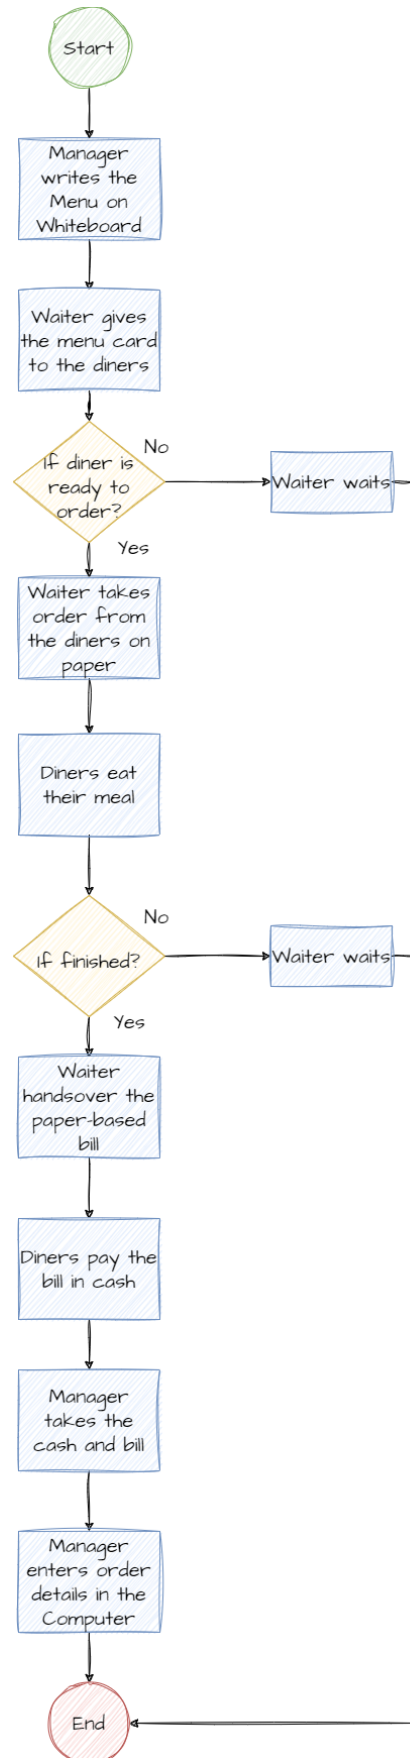 Start
Manager
writes the
Menu on
Whiteboard
Waiter gives
the menu card
to the diners
No
If diner is
ready to
order?
Waiter waits
Yes
Waiter takes
order from
the diners on
paper
Diners eat
their meal
No
If finished?
Waiter waits
Yes
Waiter
handsover the
paper-based
bill
Diners pay the
bill in cash
Manager
takes the
cash and bill
Manager
enters order
details in the
Computer
End